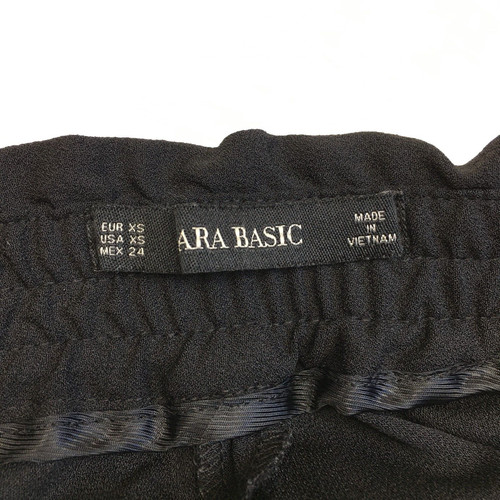 EUR XS
USA XS
MEX 24
ARA BASIC
MADE
IN
VIETNAM